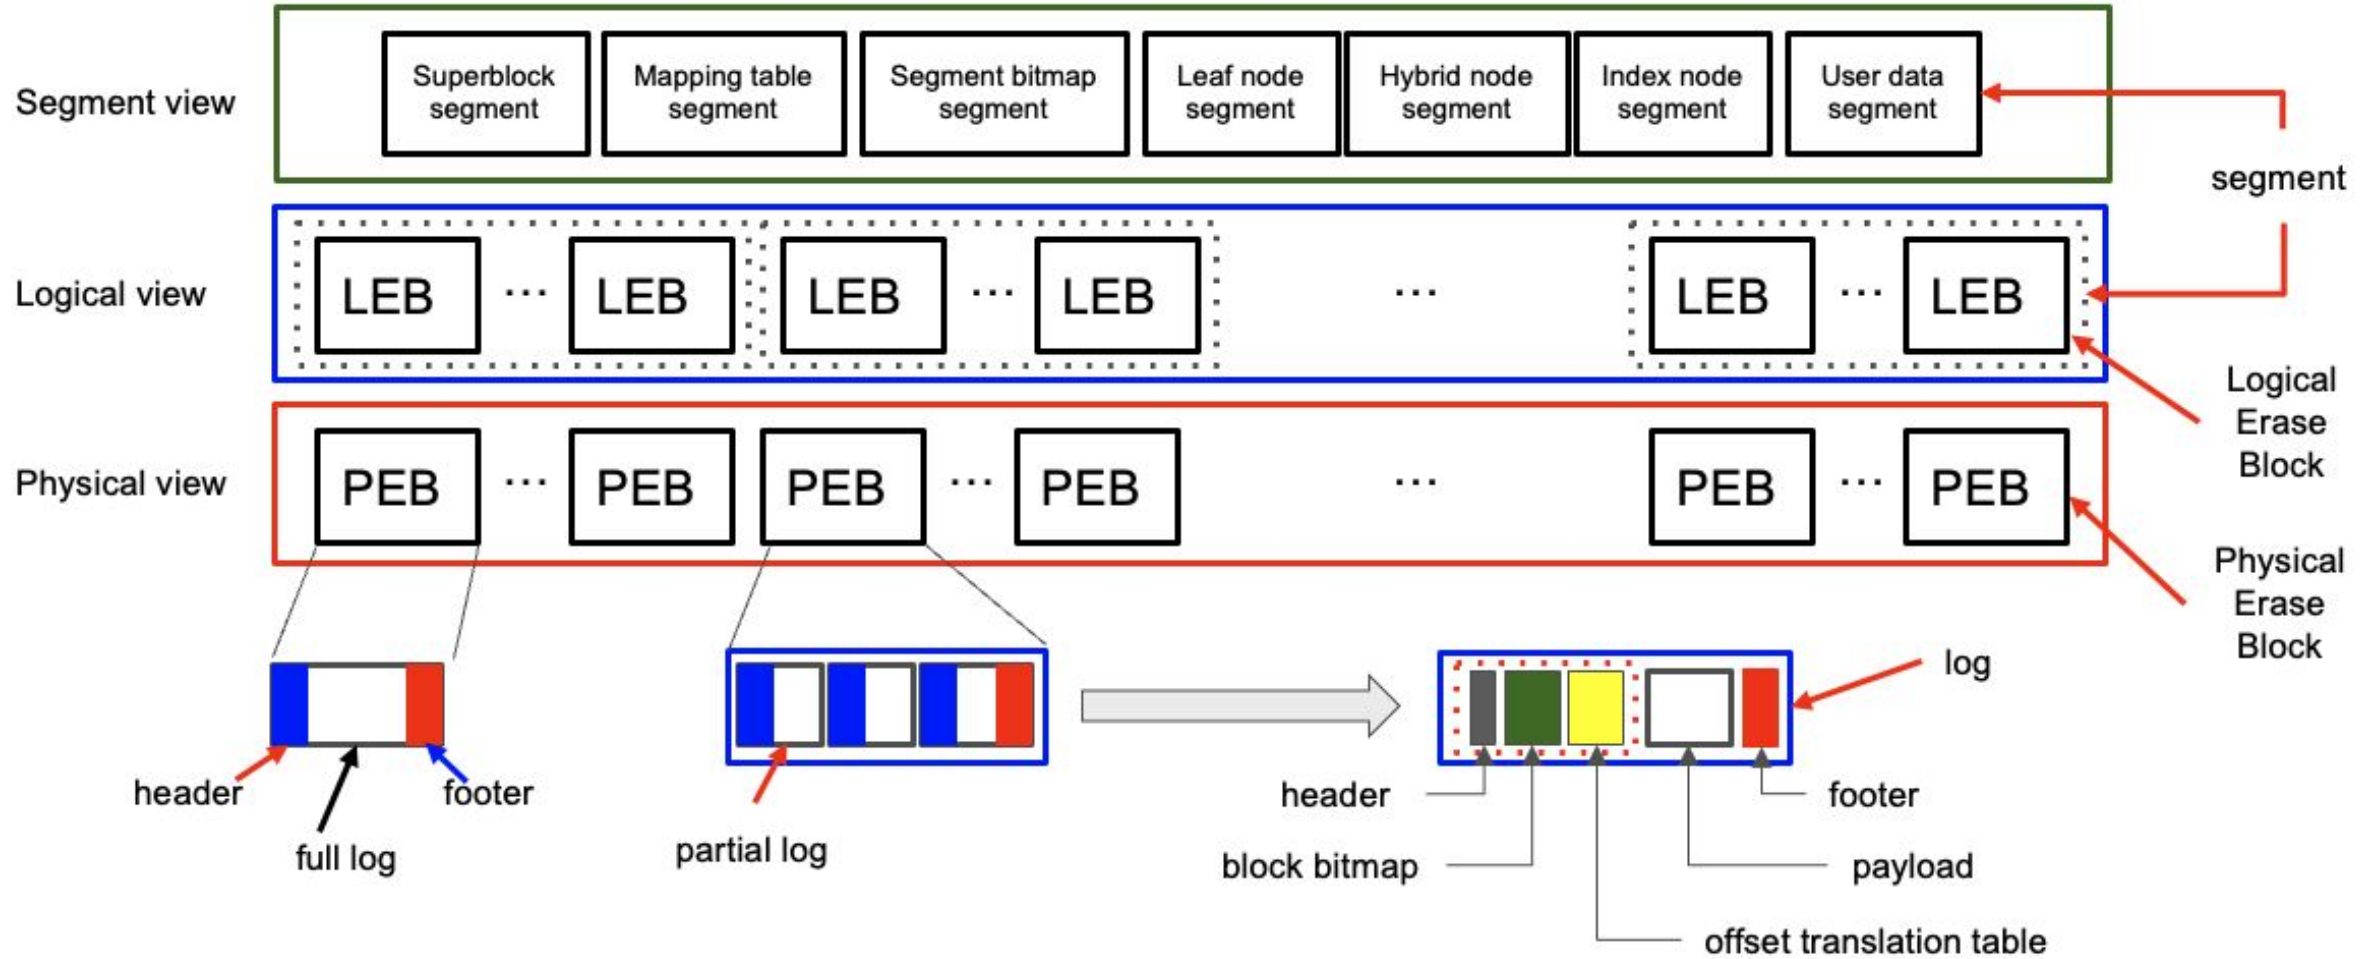 Segment view
Superblock
segment
Mapping table
segment
Segment bitmap
segment
Leaf node
segment
Hybrid node
segment
Index node
segment
User data
segment
segment
Logical view
LEB
...
LEB
LEB
...
LEB
...
LEB
...
LEB
Logical
Erase
Block
Physical view
PEB
...
PEB
PEB
...
PEB
...
PEB
...
PEB
Physical
Erase
Block
header
full log
footer
partial log
log
header
block bitmap
offset translation table
payload
footer